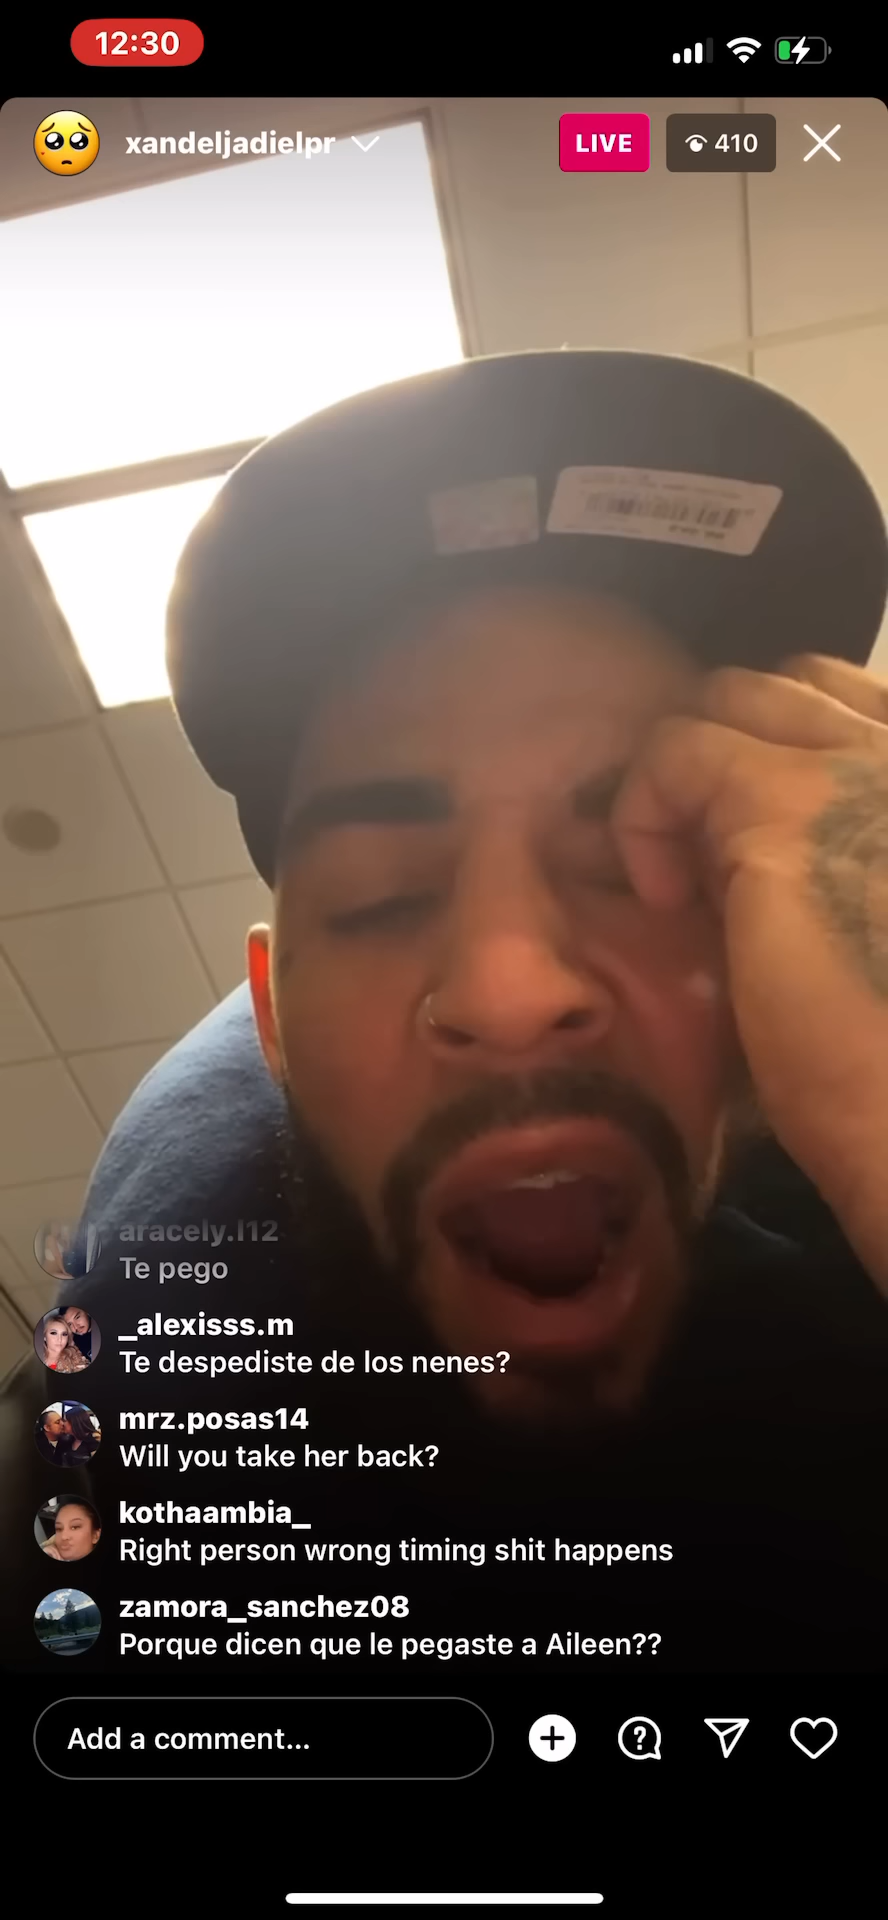 12:30
xandeljadielpr
LIVE
410
aracely.l12
Te pego
_alexisss.m
Te despediste de los nenes?
mrz.posas14
Will you take her back?
kothaambia_
Right person wrong timing shit happens
zamora_sanchez08
Porque dicen que le pegaste a Aileen??
Add a comment...